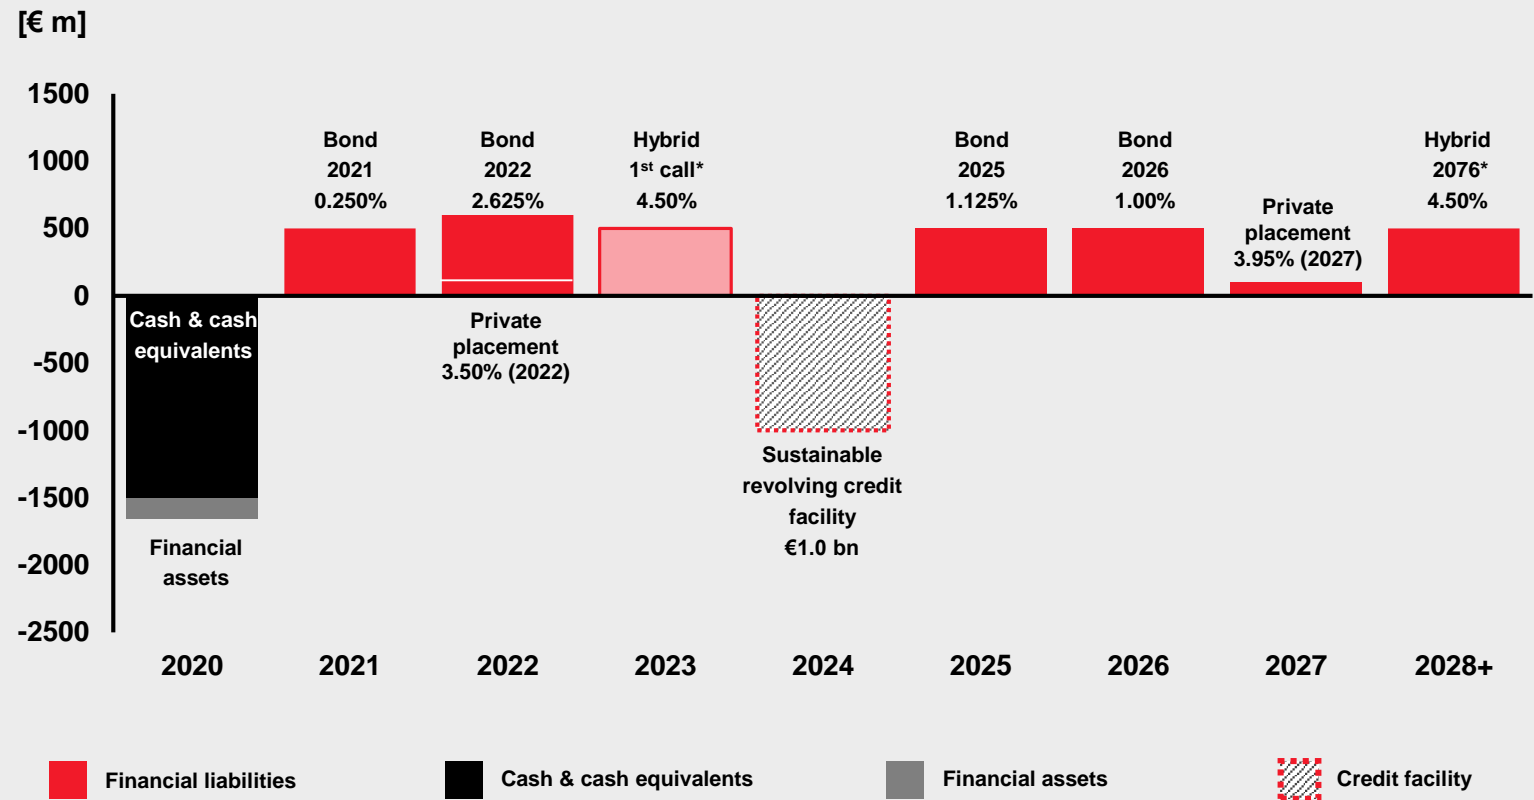 [€ m]
1500
1000
500
0
-500
-1000
-1500
-2000
-2500
Bond
2021
0.250%
Bond
2022
2.625%
Hybrid
1st call*
4.50%
Bond
2025
1.125%
Bond
2026
1.00%
Private
placement
3.95% (2027)
Hybrid
2076*
4.50%
Cash & cash
equivalents
Financial
assets
Private
placement
3.50% (2022)
Sustainable
revolving credit
facility
€1.0 bn
2020 2021 2022 2023 2024 2025 2026 2027 2028+
Financial liabilities Cash & cash equivalents Financial assets Credit facility